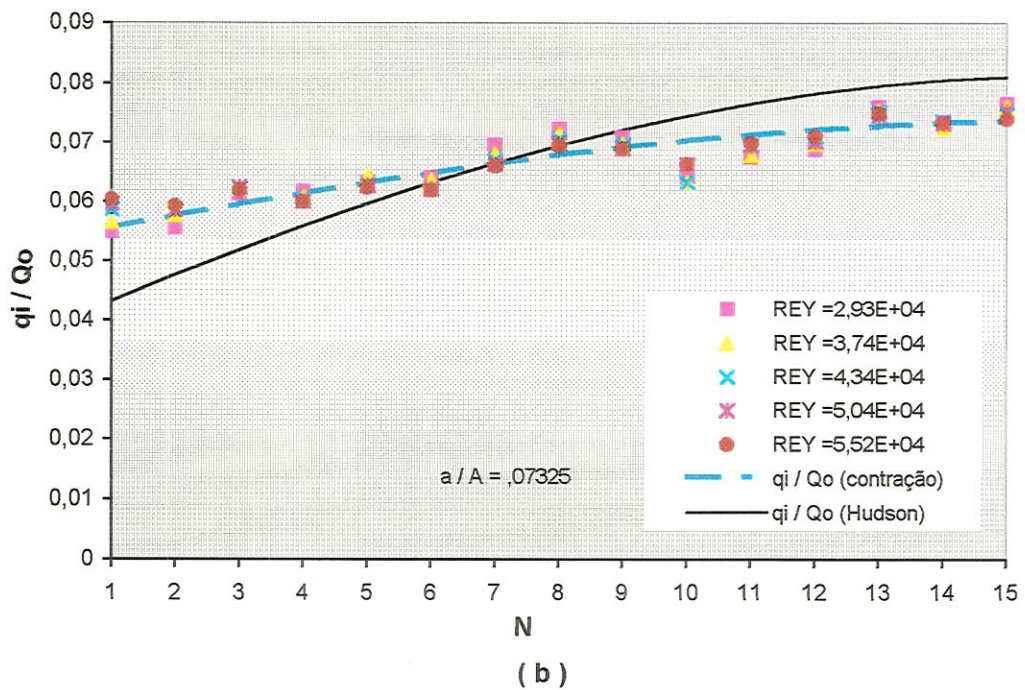 0,09
0,08
0,07
0,06
0,05
0,04
0,03
0,02
0,01
0
qi / Qo
REY =2,93E+04
REY =3,74E+04
REY =4,34E+04
REY =5,04E+04
REY =5,52E+04
qi / Qo (contração)
qi / Qo (Hudson)
a / A = ,07325
1 2 3 4 5 6 7 8 9 10 11 12 13 14 15
N
( b )